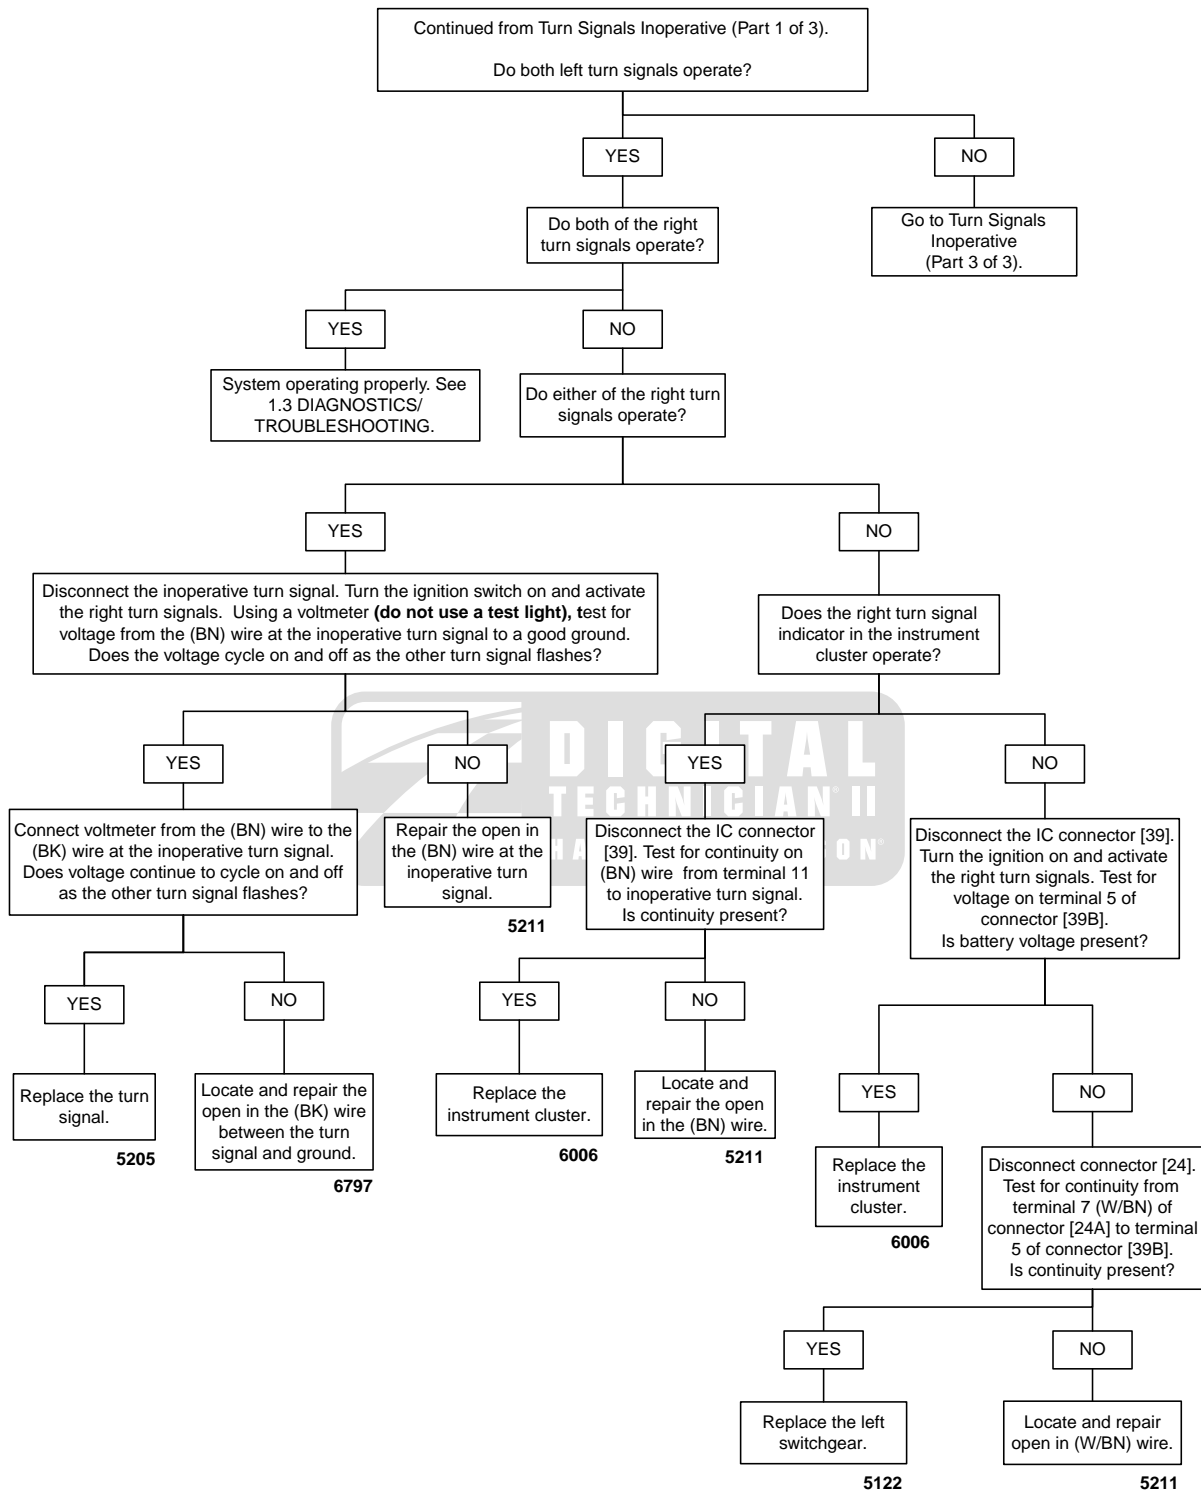 Continued from Turn Signals Inoperative (Part 1 of 3).
Do both left turn signals operate?
YES
NO
Do both of the right
turn signals operate?
Go to Turn Signals
Inoperative
(Part 3 of 3).
YES
NO
System operating properly. See
1.3 DIAGNOSTICS/
TROUBLESHOOTING.
Do either of the right turn
signals operate?
YES
NO
Disconnect the inoperative turn signal. Turn the ignition switch on and activate
the right turn signals. Using a voltmeter (do not use a test light), test for
voltage from the (BN) wire at the inoperative turn signal to a good ground.
Does the voltage cycle on and off as the other turn signal flashes?
Does the right turn signal
indicator in the instrument
cluster operate?
DIGITAL
TECHNICIAN II
YES
NO
YES
NO
Connect voltmeter from the (BN) wire to the
(BK) wire at the inoperative turn signal.
Does voltage continue to cycle on and off
as the other turn signal flashes?
Repair the open in
the (BN) wire at the
inoperative turn
signal.
5211
Disconnect the IC connector
[39]. Test for continuity on
(BN) wire from terminal 11
to inoperative turn signal.
Is continuity present?
Disconnect the IC connector [39].
Turn the ignition on and activate
the right turn signals. Test for
voltage on terminal 5 of
connector [39B].
Is battery voltage present?
YES
NO
YES
NO
Replace the turn
signal.
5205
Locate and repair the
open in the (BK) wire
between the turn
signal and ground.
6797
Replace the
instrument cluster.
6006
Locate and
repair the open
in the (BN) wire.
5211
YES
NO
Replace the
instrument
cluster.
6006
Disconnect connector [24].
Test for continuity from
terminal 7 (W/BN) of
connector [24A] to terminal
5 of connector [39B].
Is continuity present?
YES
NO
Replace the left
switchgear.
5122
Locate and repair
open in (W/BN) wire.
5211